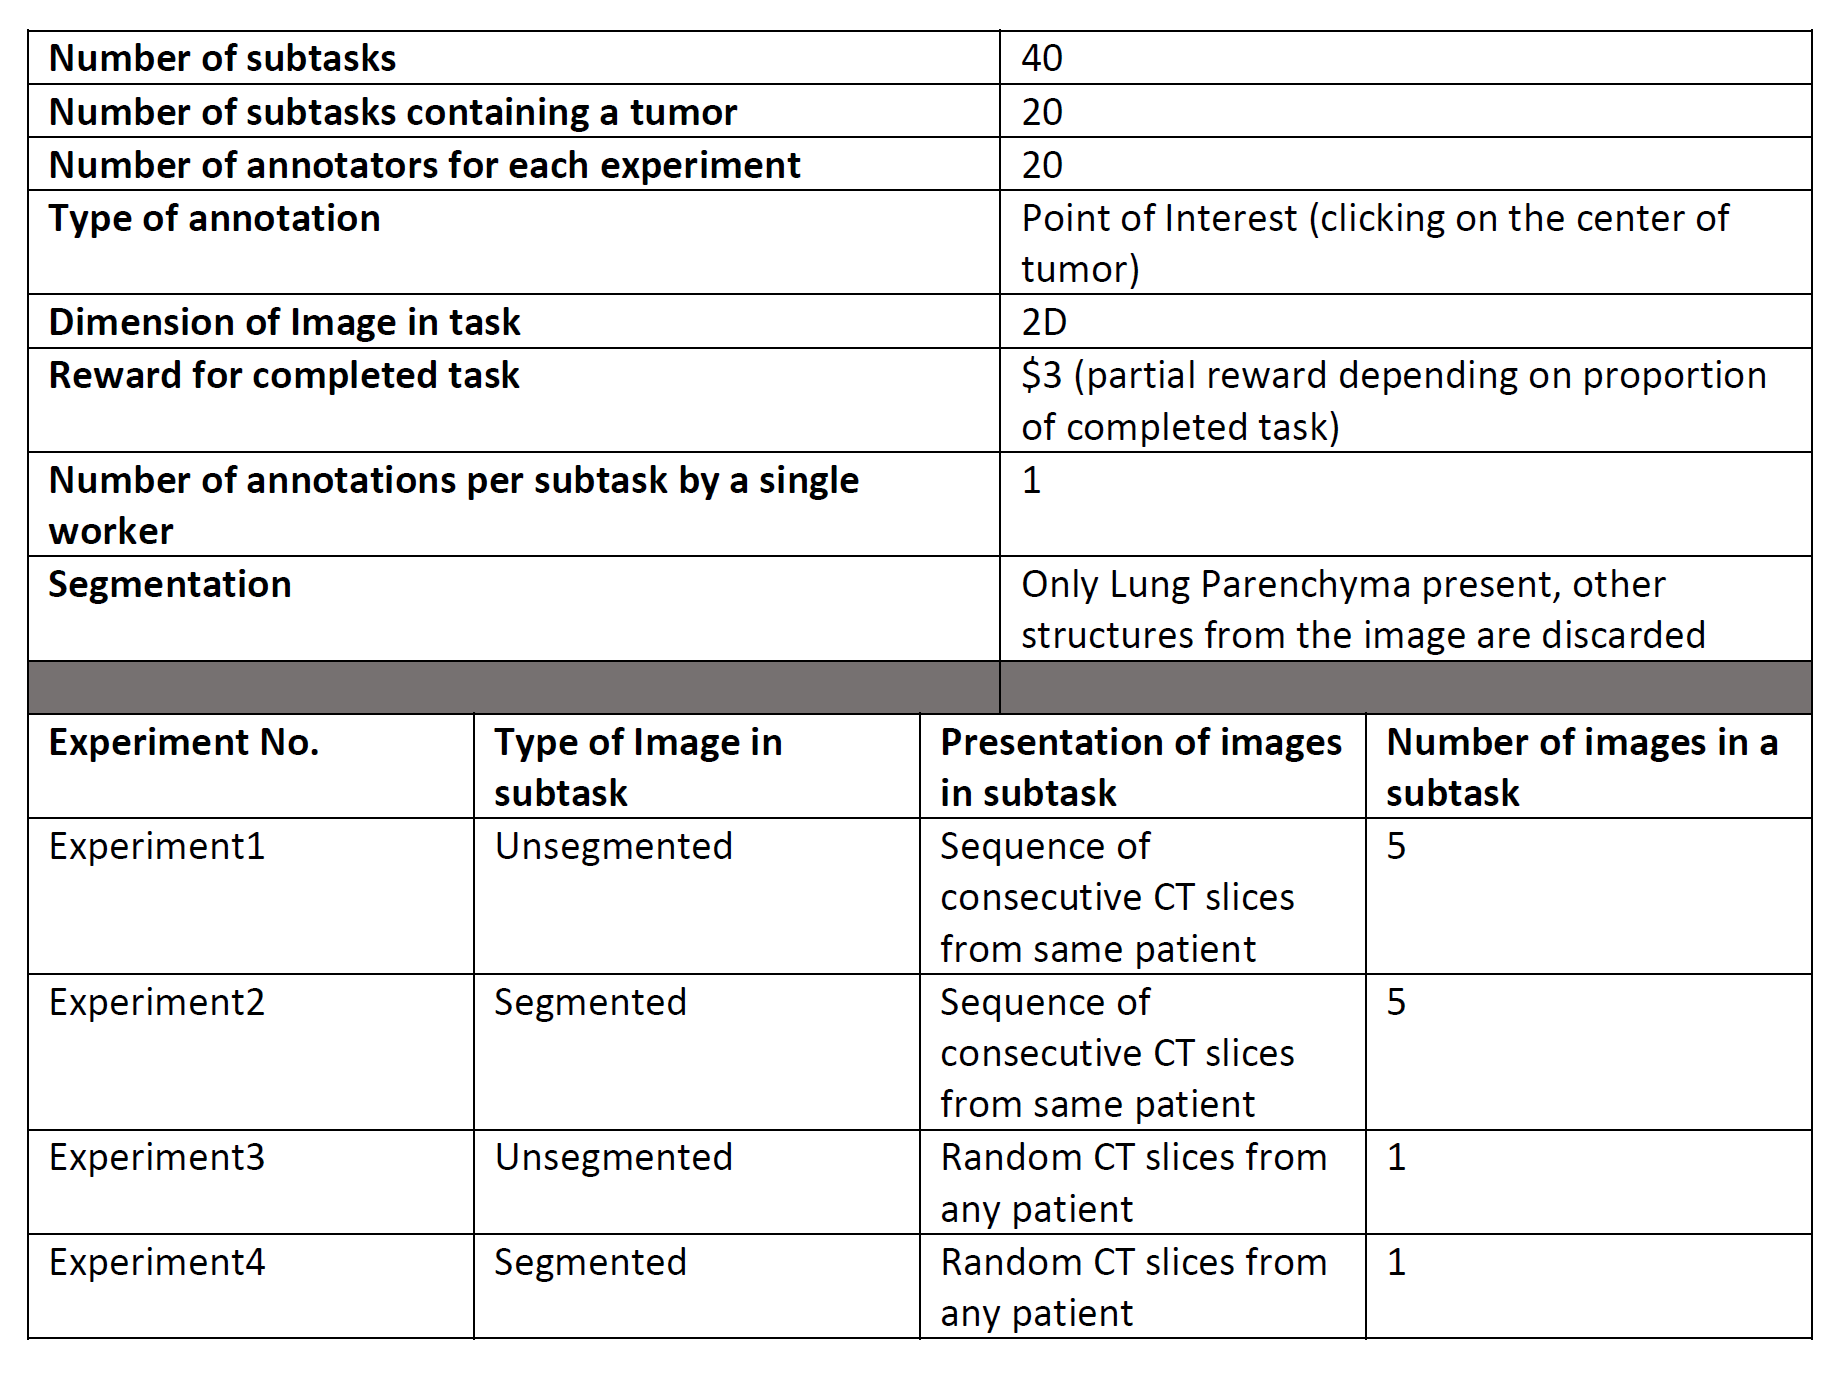 Number of subtasks 40
Number of subtasks containing a tumor 20
Number of annotators for each experiment 20
Type of annotation
Point of Interest (clicking on the center of
tumor)
Dimension of Image in task 2D
Reward for completed task
$3 (partial reward depending on proportion
of completed task)
Number of annotations per subtask by a single
worker
1
Segmentation
Only Lung Parenchyma present, other
structures from the image are discarded
Experiment No.
Type of Image in
subtask
Presentation of images
in subtask
Number of images in a
subtask
Experiment1
Unsegmented
Sequence of
consecutive CT slices
from same patient
5
Experiment2
Segmented
Sequence of
consecutive CT slices
from same patient
5
Experiment3
Unsegmented
Random CT slices from
any patient
1
Experiment4
Segmented
Random CT slices from
any patient
1